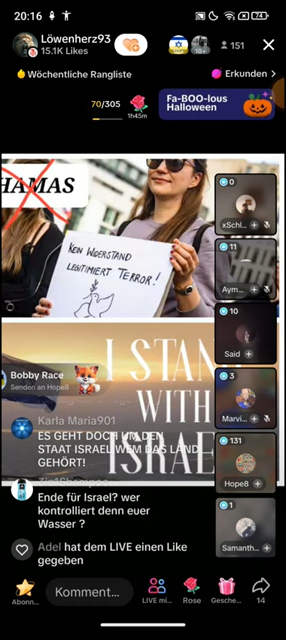 20:16
74
Löwenherz93
15.1K Likes
10+
151
Wöchentliche Rangliste
Erkunden >
70/305
1h45m
Fa-BOO-lous
Halloween
HAMAS
KEIN WIDERSTAND
LEGITIMIERT TERROR!
0
xSchl...
11
Aym...
10
Said
3
Marvi...
131
Hope8
1
Samanth...
I STAN
WITH
ISRAEL
Bobby Race
Senden an Hope8
Karla Maria901
ES GEHT DOCH UM DEN
STAAT ISRAEL WEM DAS LAND
GEHÖRT!
Ende für Israel? wer
kontrolliert denn euer
Wasser ?
Adel hat dem LIVE einen Like
gegeben
Abonn...
Komment...
LIVE mi...
Rose
Gesche...
14